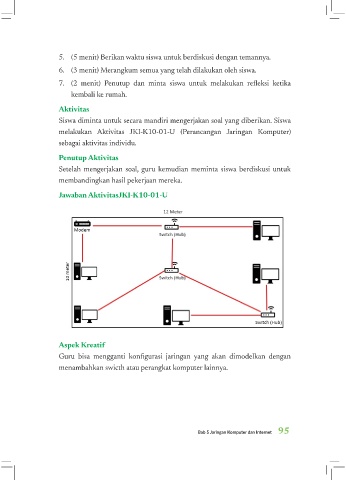 5. (5 menit) Berikan waktu siswa untuk berdiskusi dengan temannya.
6. (3 menit) Merangkum semua yang telah dilakukan oleh siswa.
7. (2 menit) Penutup dan minta siswa untuk melakukan refleksi ketika
kembali ke rumah.
Aktivitas
Siswa diminta untuk secara mandiri mengerjakan soal yang diberikan. Siswa
melakukan Aktivitas JKI-K10-01-U (Perancangan Jaringan Komputer)
sebagai aktivitas individu.
Penutup Aktivitas
Setelah mengerjakan soal, guru kemudian meminta siswa berdiskusi untuk
membandingkan hasil pekerjaan mereka.
Jawaban AktivitasJKI-K10-01-U
12 Meter
Modem
Switch (Hub)
10 meter
Switch (Hub)
Switch (Hub)
Aspek Kreatif
Guru bisa mengganti konfigurasi jaringan yang akan dimodelkan dengan
menambahkan swicth atau perangkat komputer lainnya.
Bab 5 Jaringan Komputer dan Internet 95